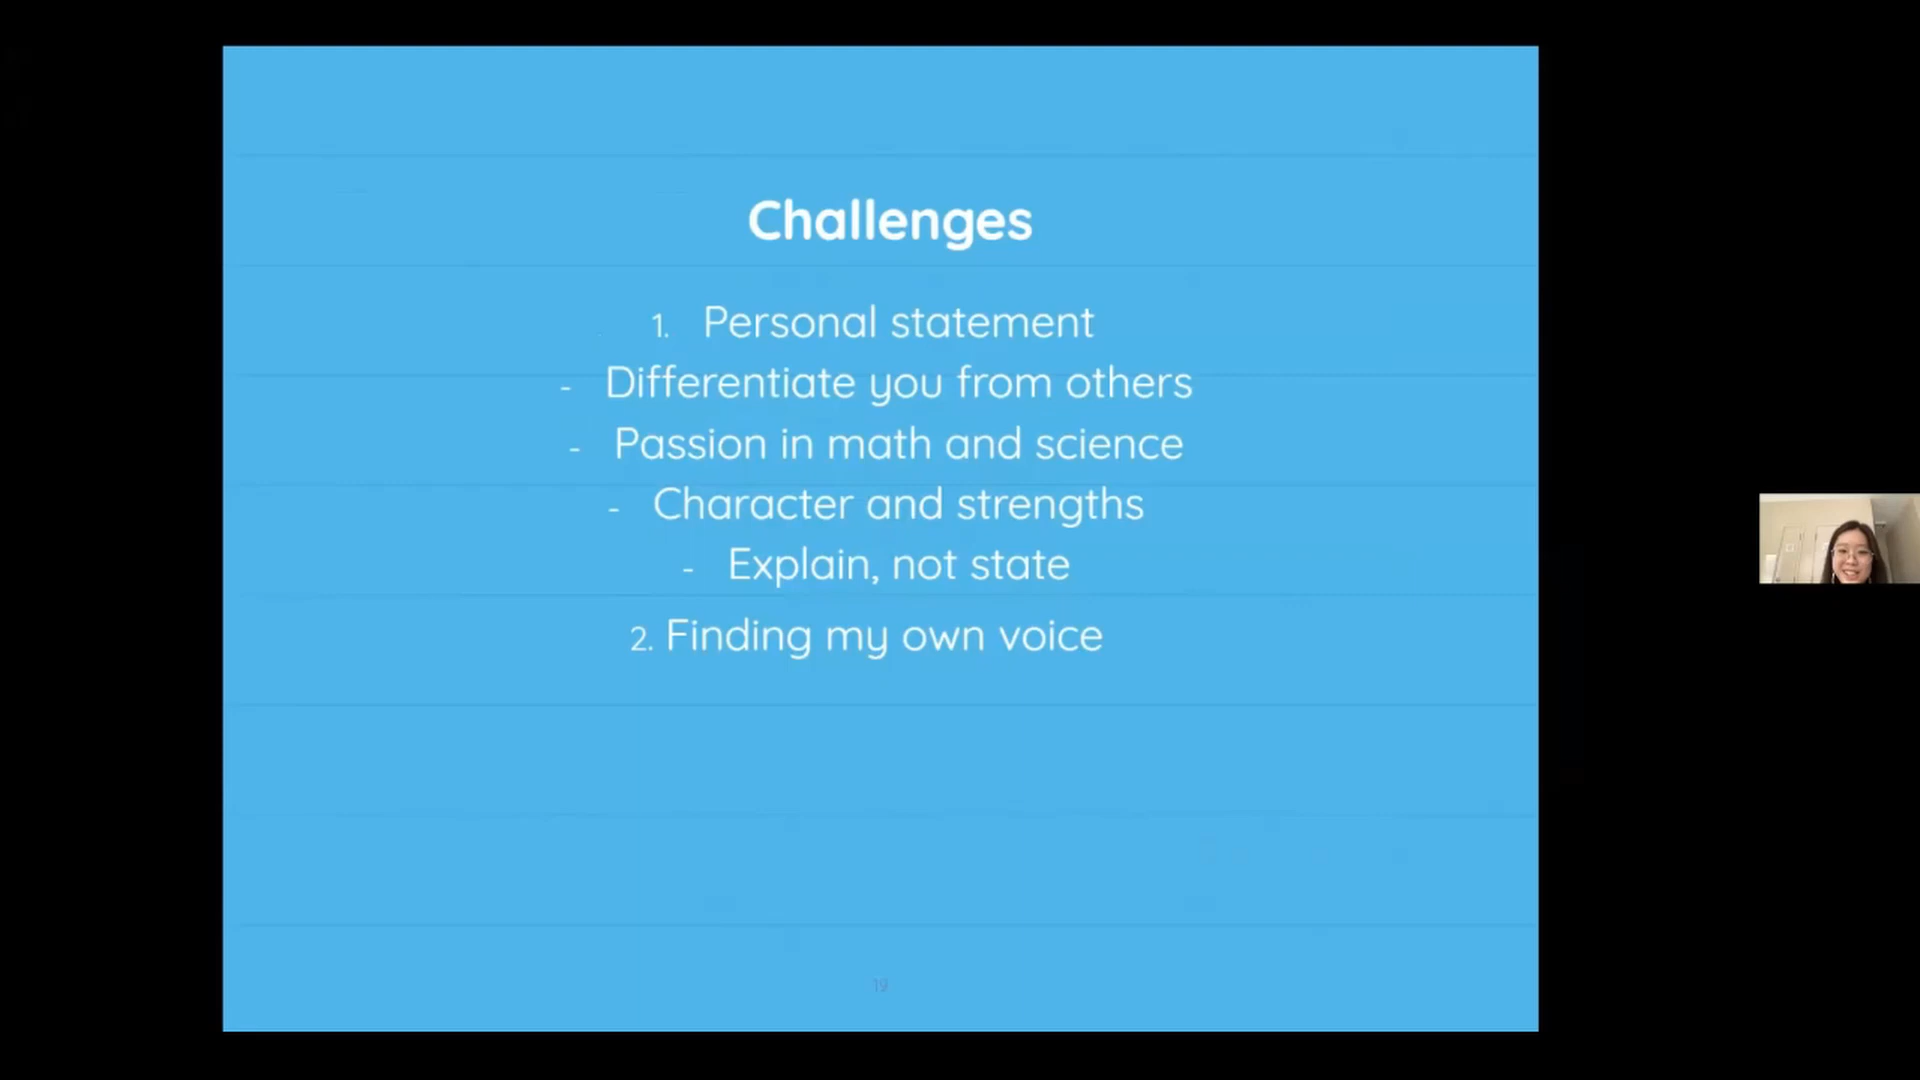 Challenges
1. Personal statement
- Differentiate you from others
- Passion in math and science
- Character and strengths
- Explain, not state
2. Finding my own voice
19